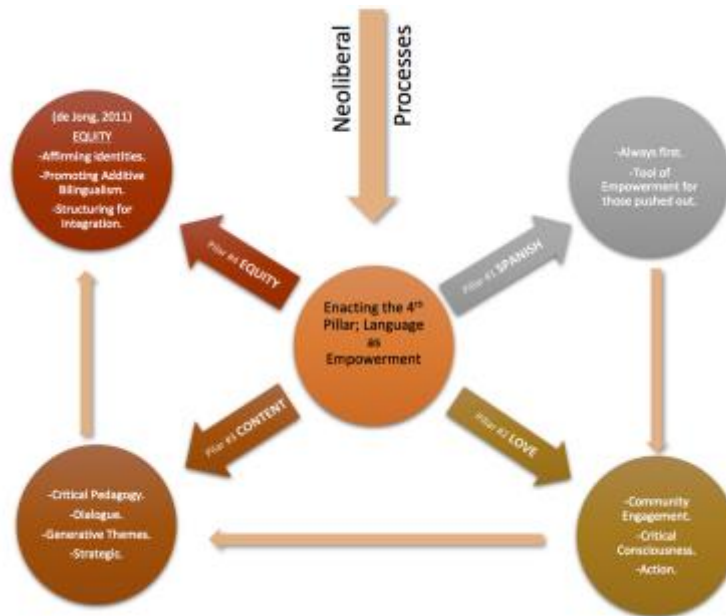 Neoliberal
Processes
(de Jong, 2011)
EQUITY
-Affirming identities.
-Promoting Additive
Bilingualism.
-Structuring for
Integration.
-Always first.
-Tool of
Empowerment for
those pushed out.
Pillar #4 EQUITY
Pillar #1 SPANISH
Enacting the 4th
Pillar; Language
as
Empowerment
Pillar #3 CONTENT
Pillar #2 LOVE
-Critical Pedagogy.
-Dialogue.
-Generative Themes.
-Strategic.
-Community
Engagement.
-Critical
Consciousness.
-Action.